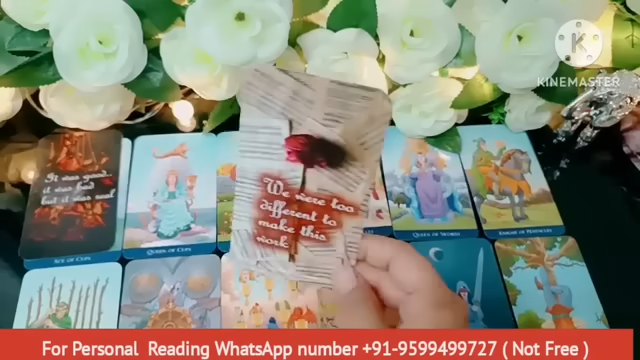 KINEMASTER
It was good...
it was bad
but it was real
We were too
different to
make this
work
ACE OF CUPS
QUEEN OF CUPS
QUEEN OF SWORDS
KNIGHT OF PENTACLES
For Personal Reading WhatsApp number +91-9599499727 ( Not Free )